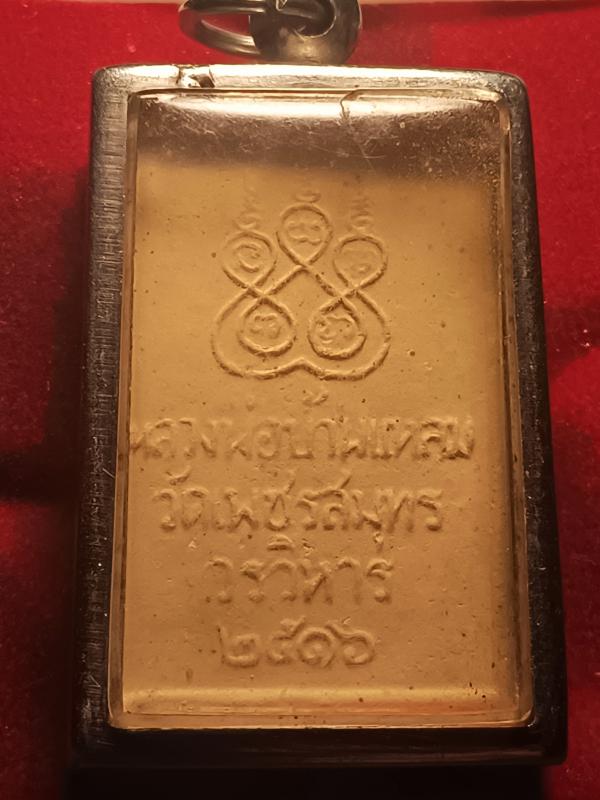 หลวงพ่อบ้านแหลม
วัดเพชรสมุทร
วรวิหาร
๒๕๑๖